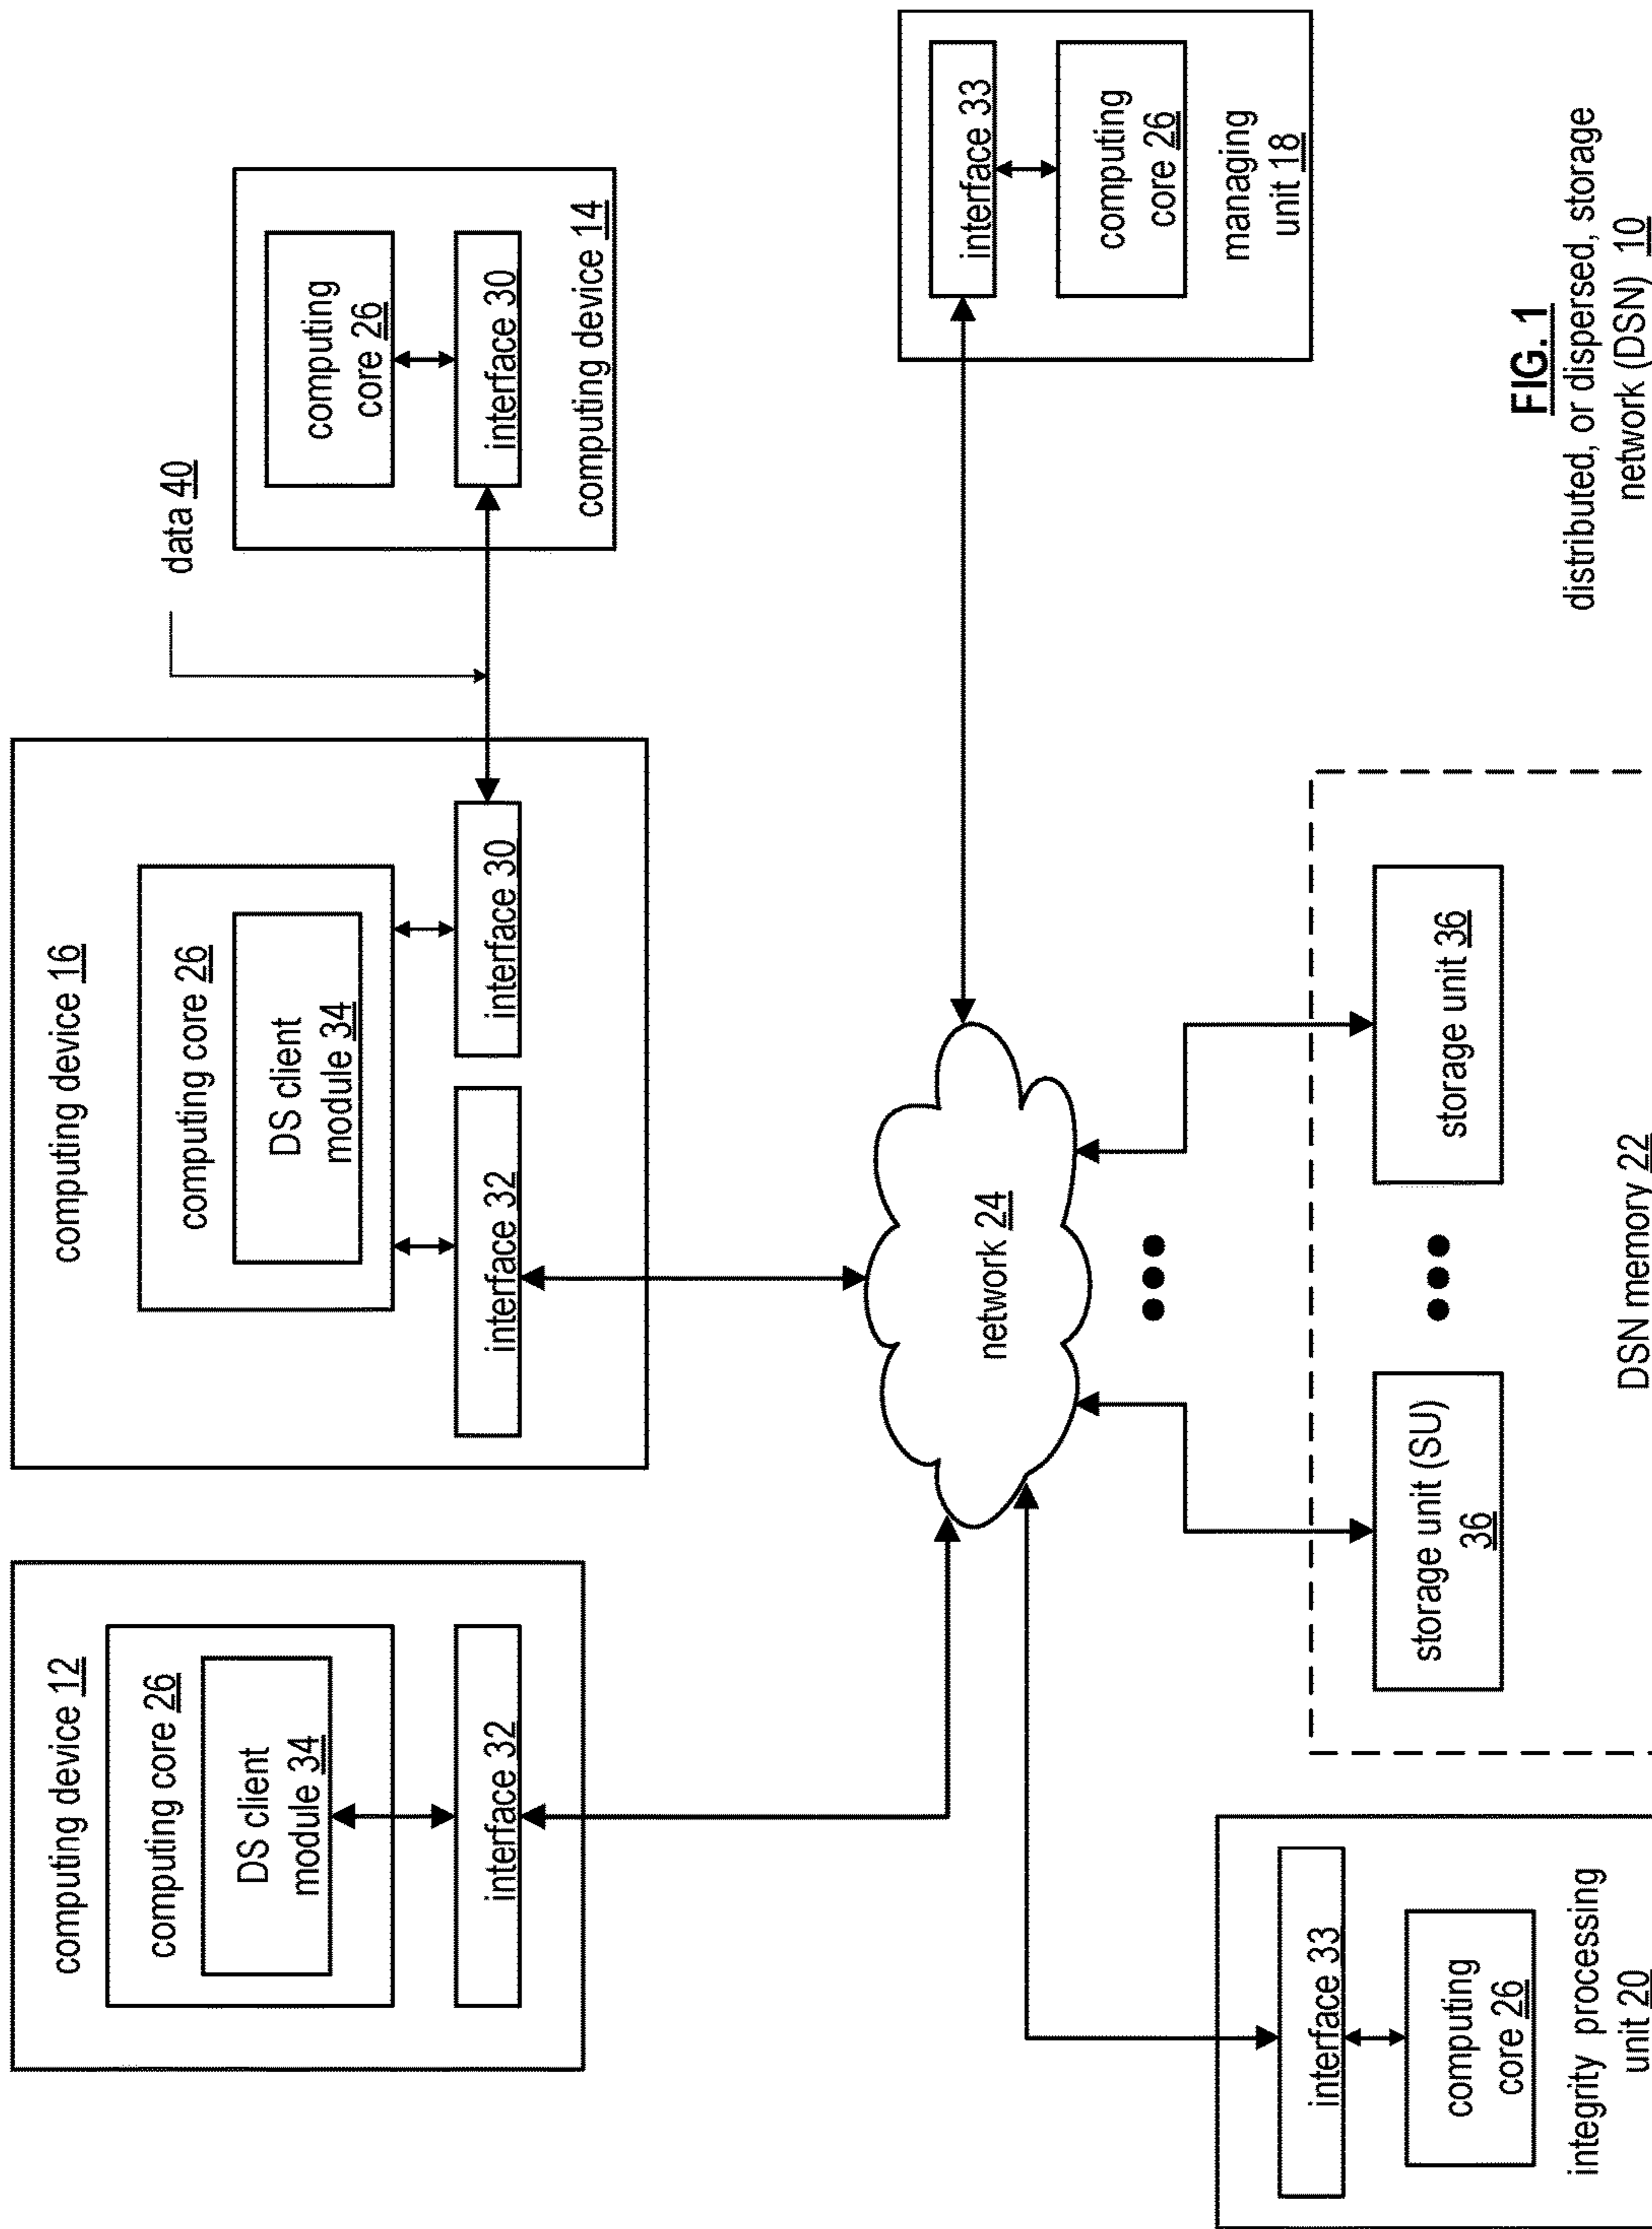 computing device 12
computing core 26
DS client
module 34
interface 32
computing device 16
computing core 26
DS client
module 34
interface 32
interface 30
data 40
computing
core 26
interface 30
computing device 14
network 24
interface 33
computing
core 26
managing
unit 18
interface 33
computing
core 26
integrity processing
unit 20
storage unit (SU)
36
storage unit 36
DSN memory 22
FIG. 1
distributed, or dispersed, storage
network (DSN) 10